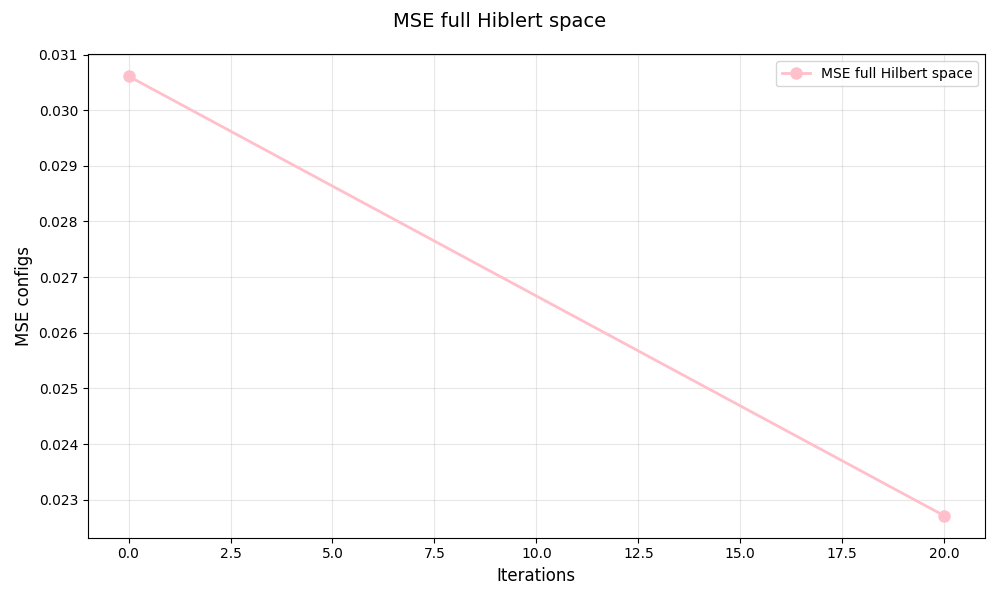 MSE full Hiblert space
MSE full Hilbert space
MSE configs
0.031
0.030
0.029
0.028
0.027
0.026
0.025
0.024
0.023
0.0 2.5 5.0 7.5 10.0 12.5 15.0 17.5 20.0
Iterations